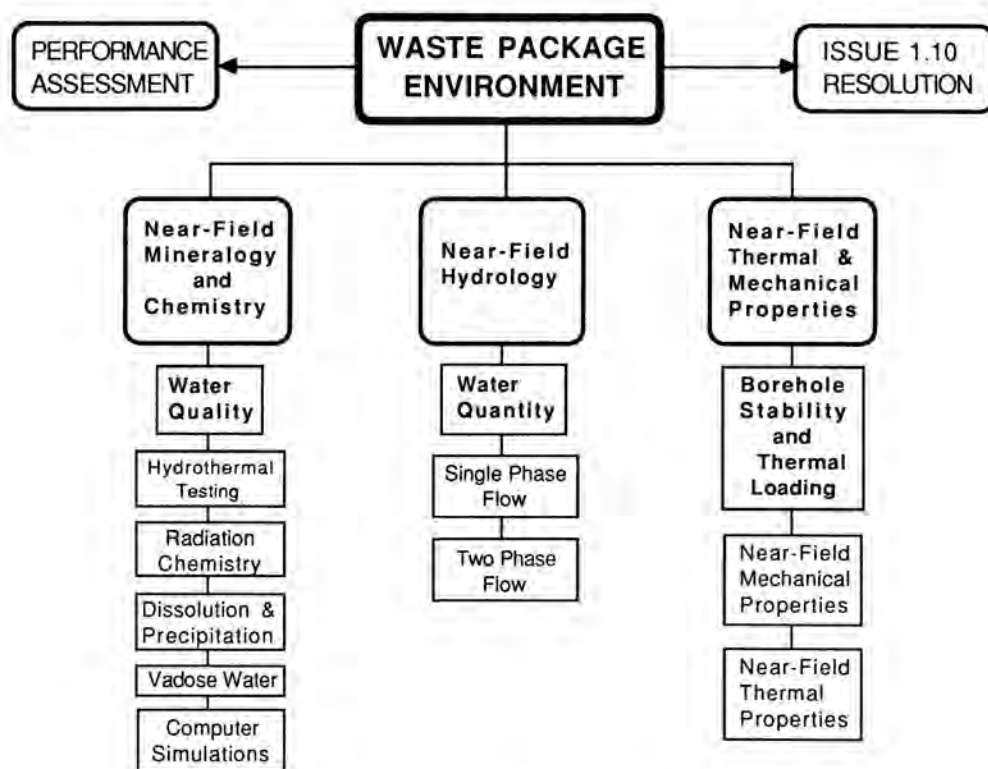 PERFORMANCE
ASSESSMENT
WASTE PACKAGE
ENVIRONMENT
ISSUE 1.10
RESOLUTION
Near-Field
Mineralogy
and
Chemistry
Near-Field
Hydrology
Near-Field
Thermal &
Mechanical
Properties
Water
Quality
Hydrothermal
Testing
Radiation
Chemistry
Dissolution &
Precipitation
Vadose Water
Computer
Simulations
Water
Quantity
Single Phase
Flow
Two Phase
Flow
Borehole
Stability
and
Thermal
Loading
Near-Field
Mechanical
Properties
Near-Field
Thermal
Properties